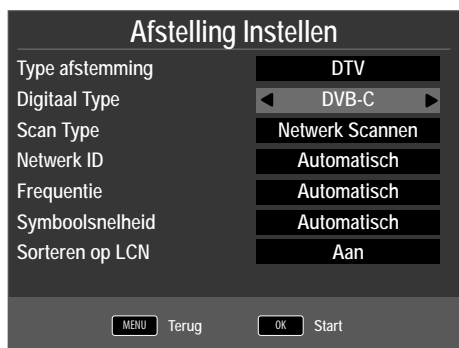 Afstelling Instellen
Type afstemming DTV
Digitaal Type DVB-C
Scan Type Netwerk Scannen
Netwerk ID Automatisch
Frequentie Automatisch
Symboolsnelheid Automatisch
Sorteren op LCN Aan
MENU Terug OK Start